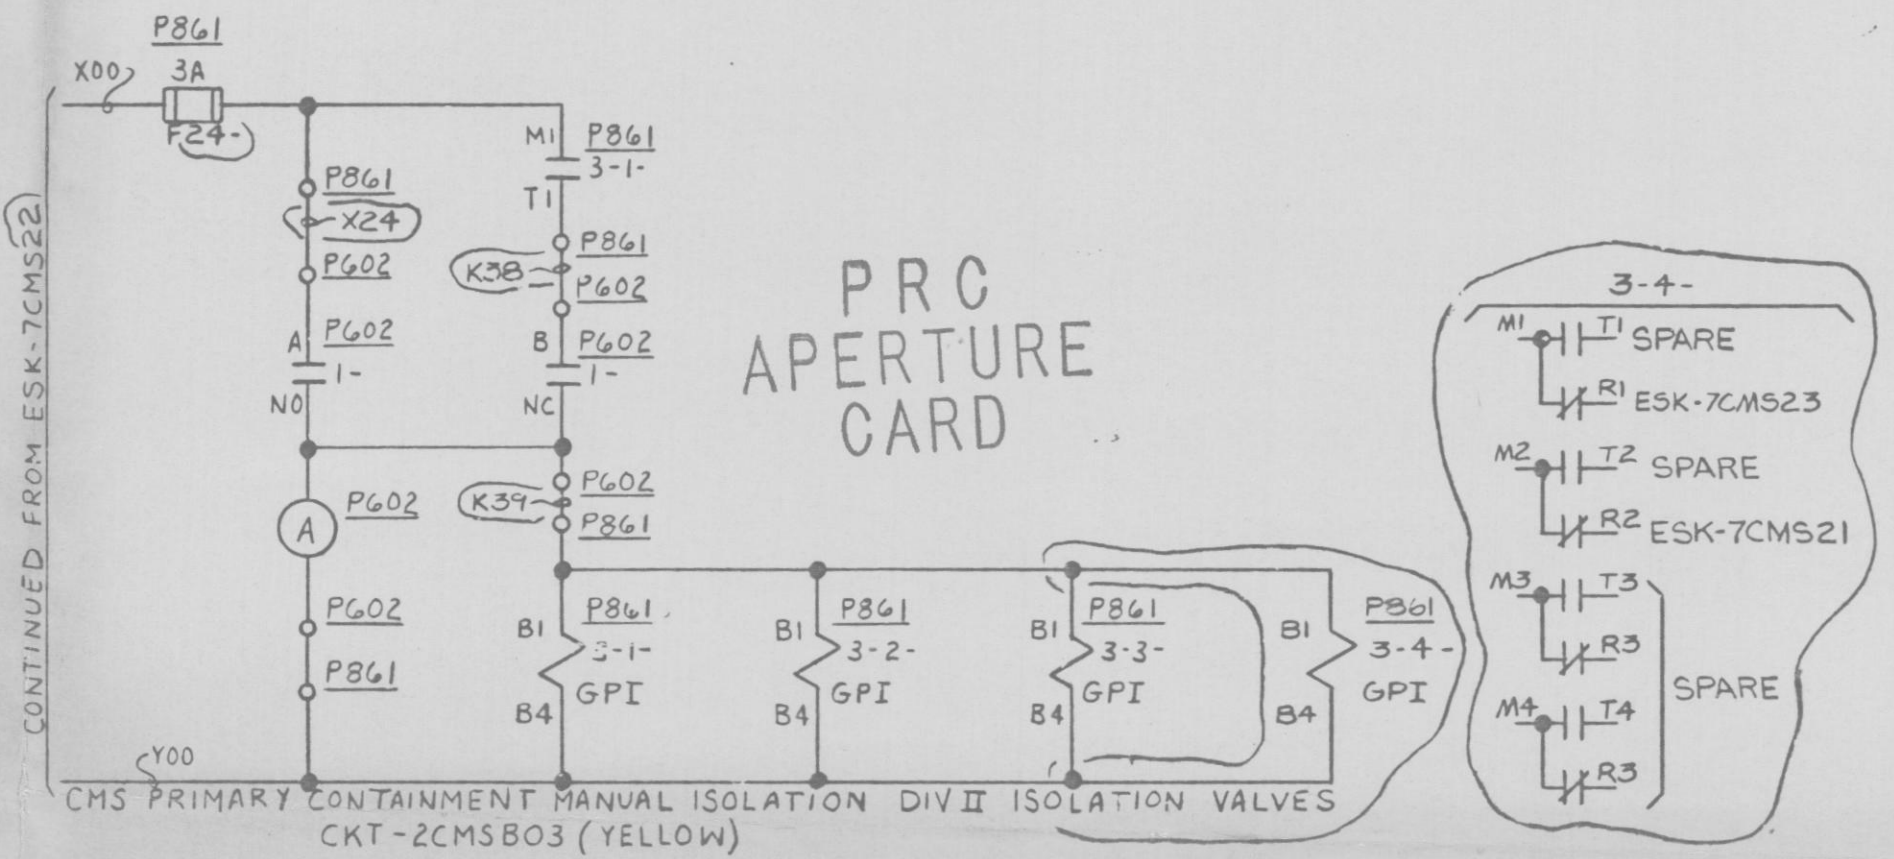 CONTINUED FROM ESK-7CMS22
P861
X00
3A
F24-
P861
X24
P602
A
P602
1-
NO
M1
P861
3-1-
T1
P861
K38
P602
B
P602
1-
NC
A
P602
P602
K39
P861
P602
P861
B1
P861
3-1-
GPI
B4
B1
P861
3-2-
GPI
B4
B1
P861
3-3-
GPI
B4
B1
P861
3-4-
GPI
B4
Y00
PRC
APERTURE
CARD
3-4-
M1
T1 SPARE
R1 ESK-7CMS23
M2
T2 SPARE
R2 ESK-7CMS21
M3
T3
R3
SPARE
M4
T4
R3
CMS PRIMARY CONTAINMENT MANUAL ISOLATION DIV II ISOLATION VALVES
CKT-2CMSB03 (YELLOW)